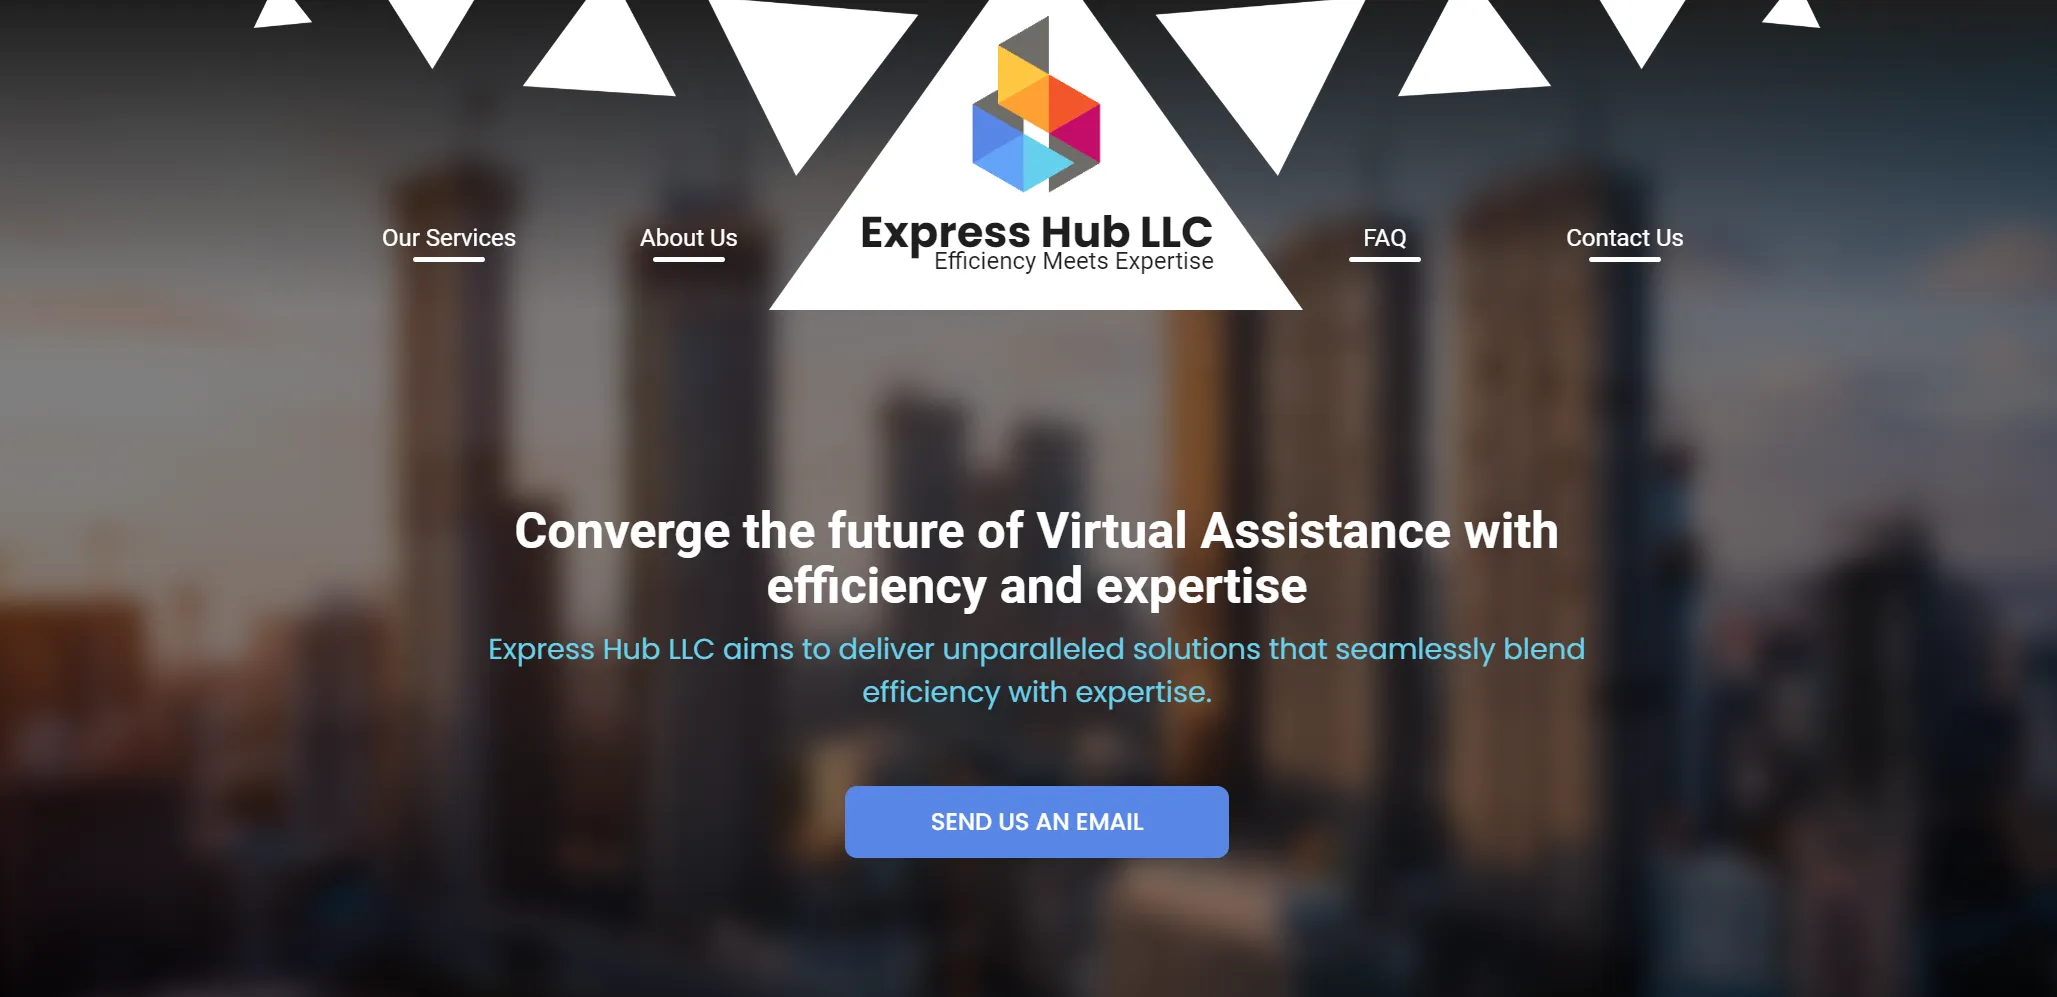 Express Hub LLC
Efficiency Meets Expertise
Our Services
About Us
FAQ
Contact Us
Converge the future of Virtual Assistance with
efficiency and expertise
Express Hub LLC aims to deliver unparalleled solutions that seamlessly blend
efficiency with expertise.
SEND US AN EMAIL